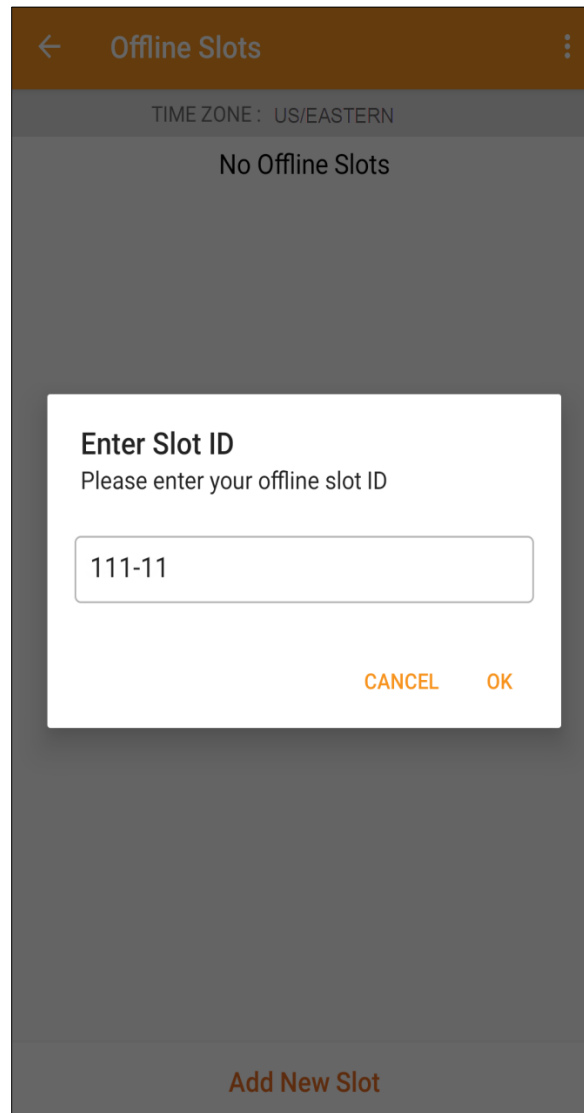 Offline Slots
TIME ZONE : US/EASTERN
No Offline Slots
Enter Slot ID
Please enter your offline slot ID
111-11
CANCEL OK
Add New Slot